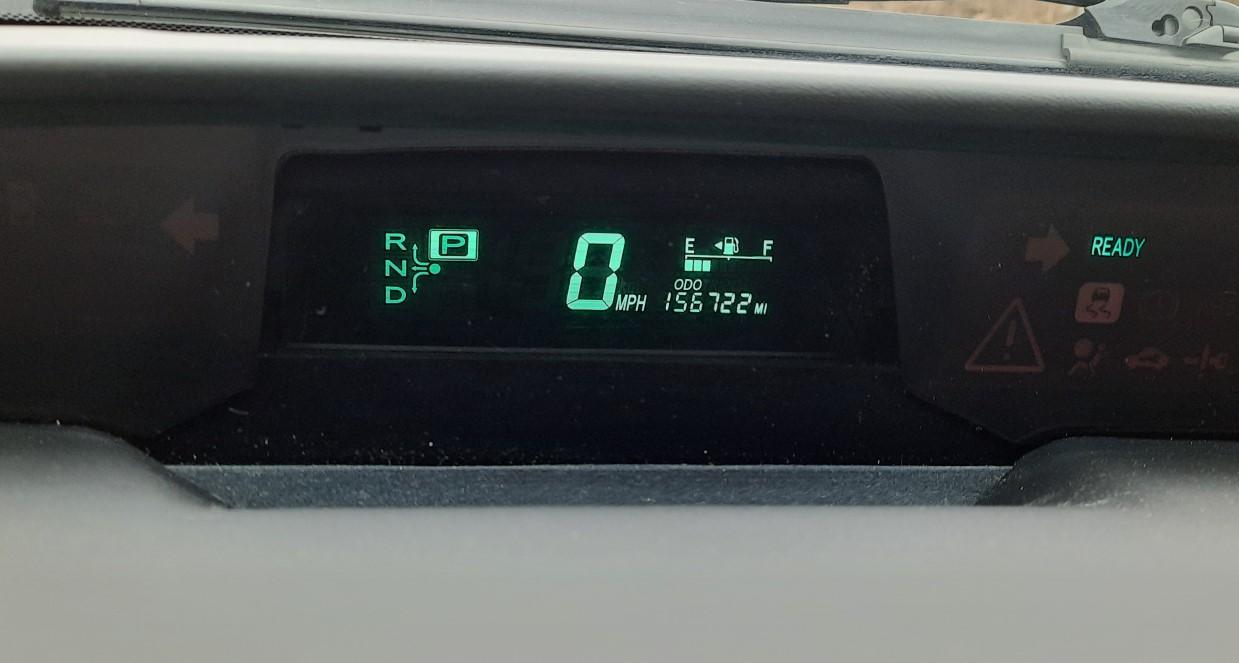 R P
N
D
0 MPH
E F
ODO
156722 MI
READY